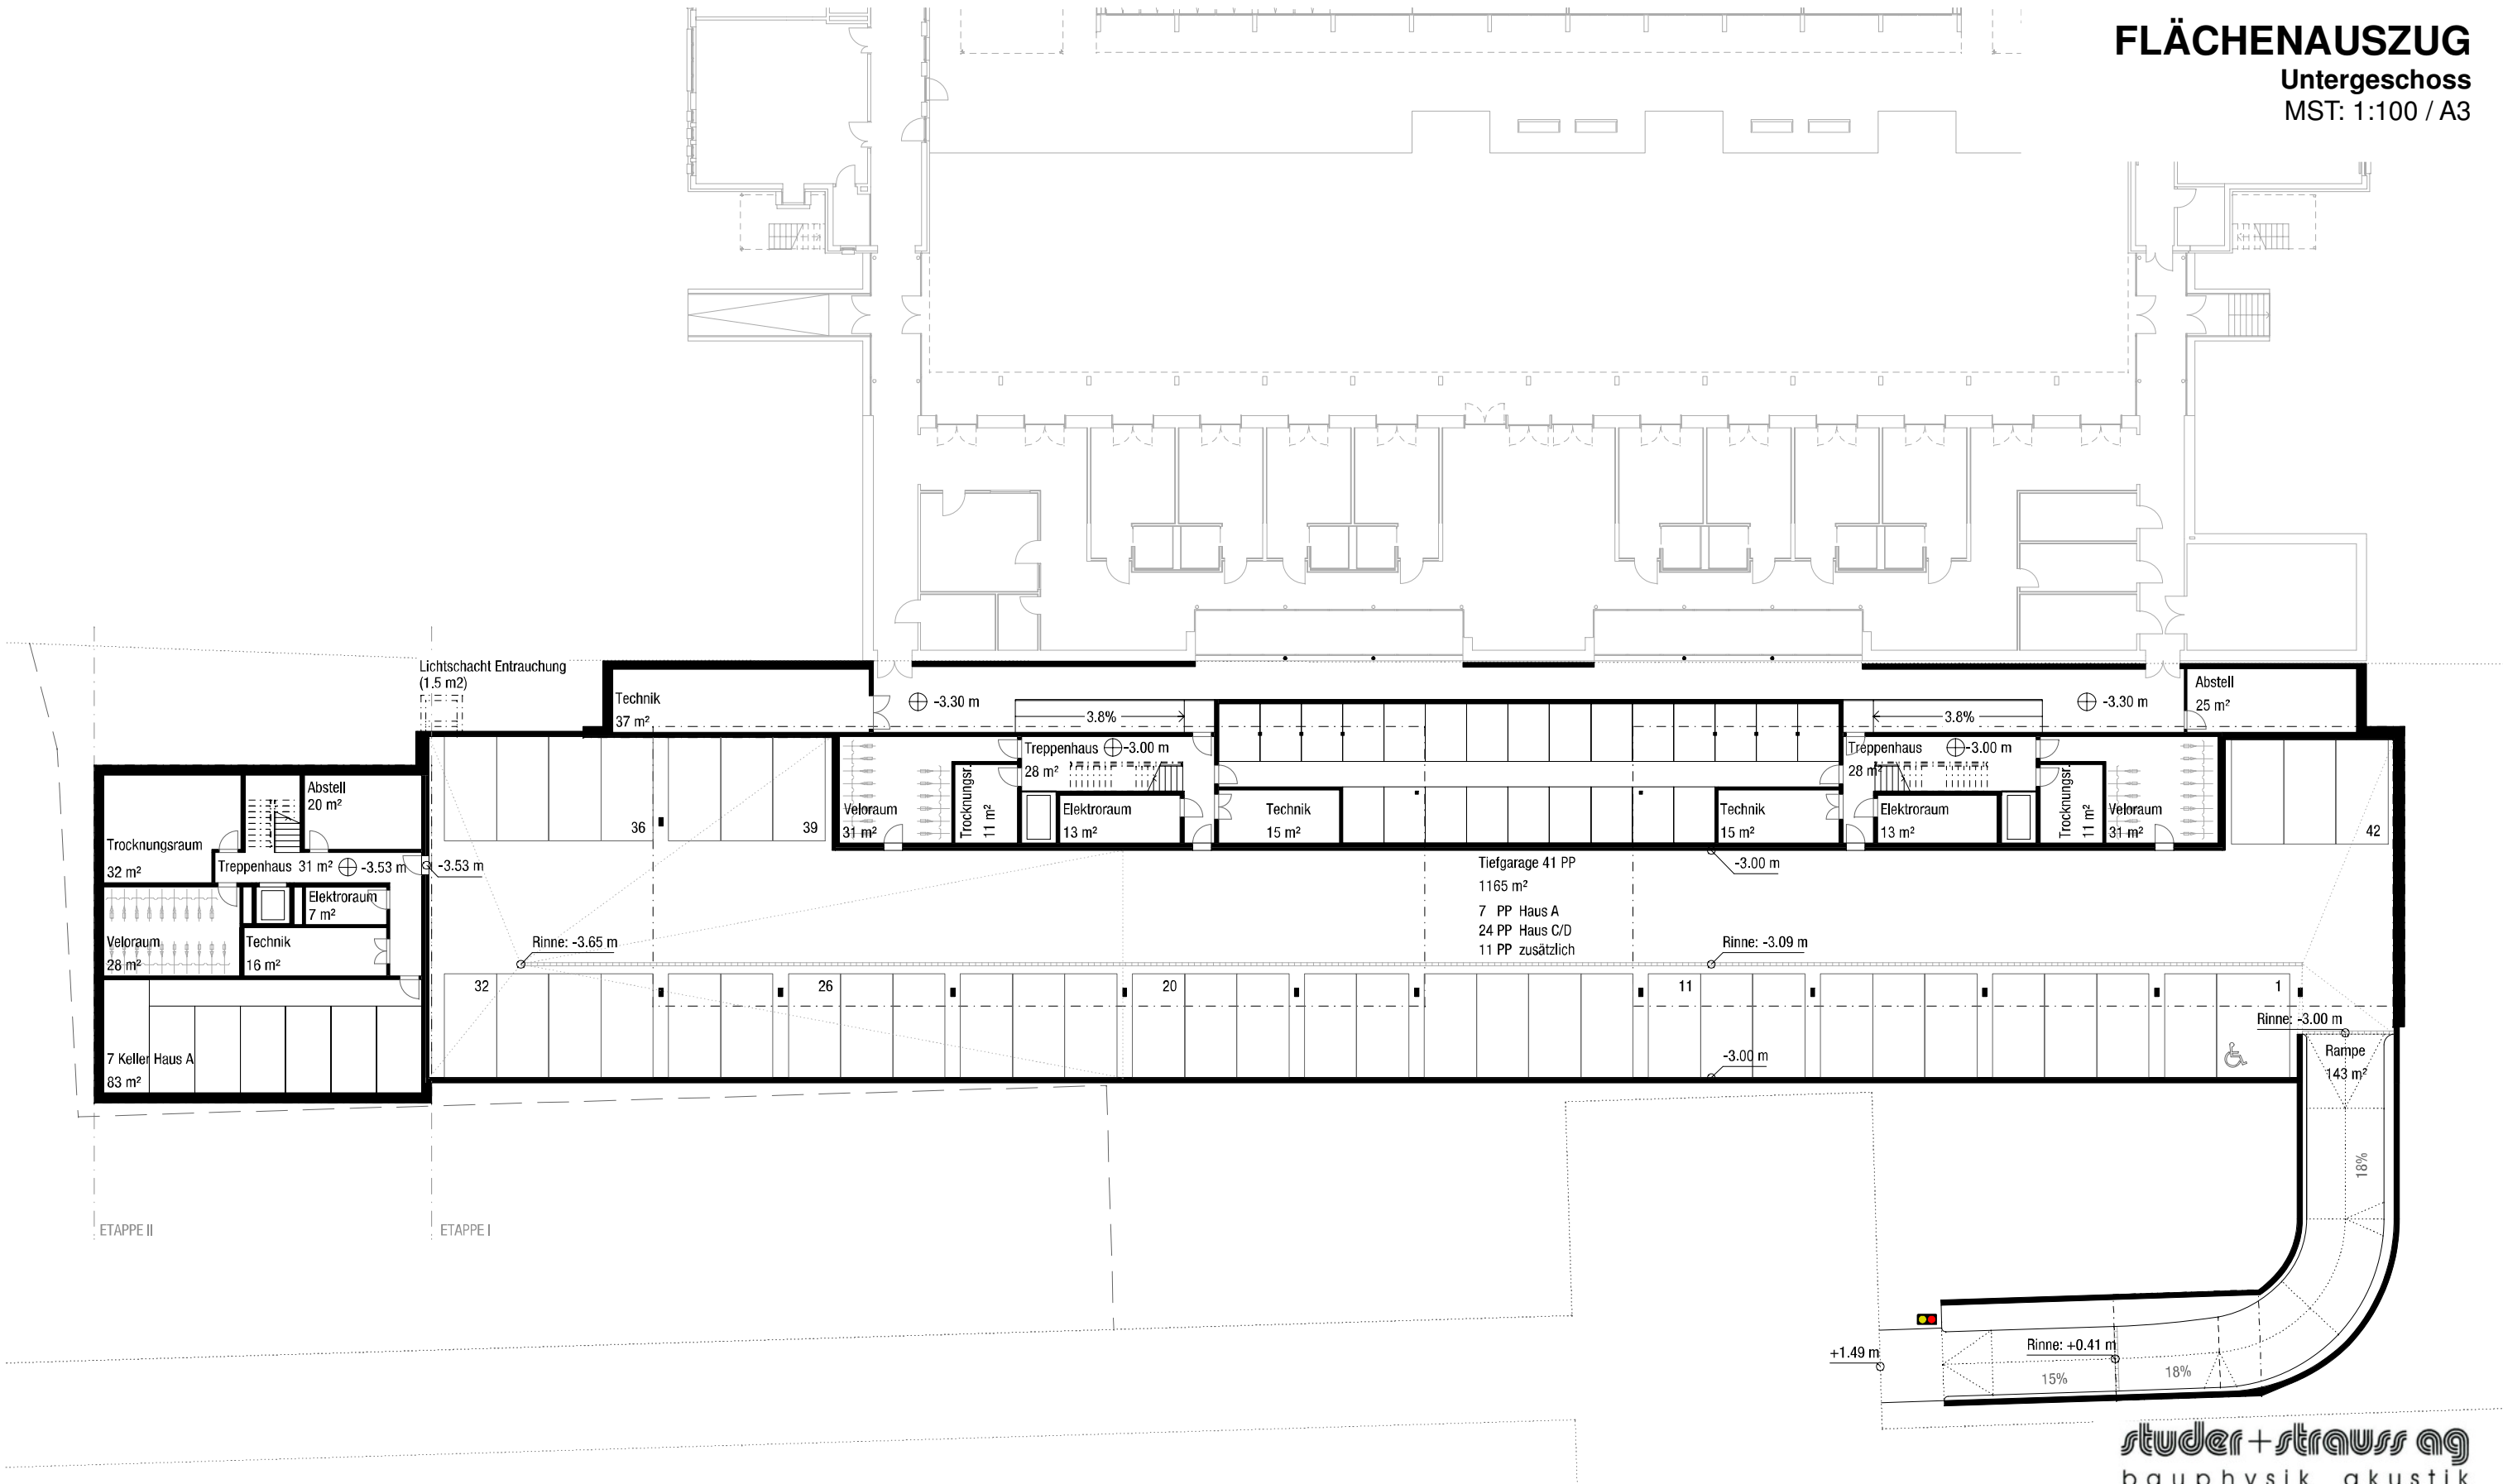 FLÄCHENAUSZUG
Untergeschoss
MST: 1:100 / A3
Lichtschacht Entrauchung
(1.5 m2)
Technik
37 m²
-3.30 m
3.8%
3.8%
-3.30 m
Abstell
25 m²
Treppenhaus -3.00 m
28 m²
Treppenhaus -3.00 m
28 m²
Abstell
20 m²
Trocknungsraum
32 m²
36
39
Veloraum
31 m²
Trocknungsr.
11 m²
Elektroraum
13 m²
Technik
15 m²
Technik
15 m²
Elektroraum
13 m²
Trocknungsr.
11 m²
Veloraum
31 m²
42
Treppenhaus 31 m² -3.53 m
-3.53 m
Elektroraum
7 m²
Veloraum
28 m²
Technik
16 m²
Tiefgarage 41 PP
1165 m²
7 PP Haus A
24 PP Haus C/D
11 PP zusätzlich
-3.00 m
Rinne: -3.65 m
Rinne: -3.09 m
32
26
20
11
1
Rinne: -3.00 m
7 Keller Haus A
83 m²
-3.00 m
Rampe
143 m²
18%
ETAPPE II
ETAPPE I
+1.49 m
Rinne: +0.41 m
15%
18%
studer+strauss ag
bauphysik akustik